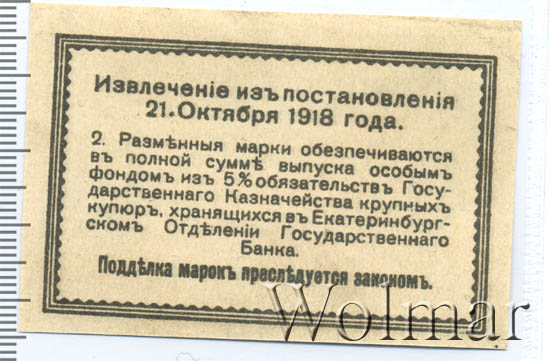 Извлеченіе изъ постановленія
21.Октября 1918 года.
2. Размѣнныя марки обезпечиваются
въ полной суммѣ выпуска особымъ
фондомъ изъ 5% обязательствъ Госу-
дарственнаго Казначейства крупныхъ
купюръ, хранящихся въ Екатеринбург-
скомъ Отдѣленіи Государственнаго
Банка.
Поддѣлка марокъ преслѣдуется закономъ.
Wolmar